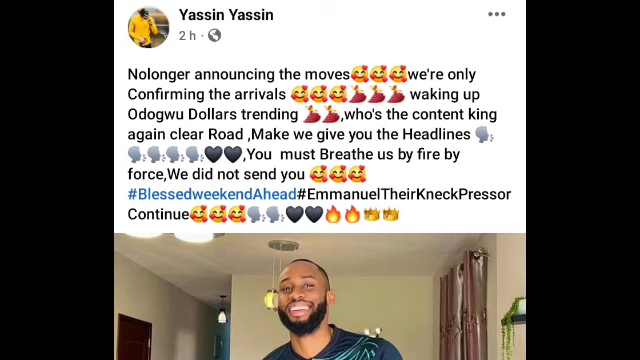 Yassin Yassin
2 h ·
Nolonger announcing the moves🥰🥰🥰we're only
Confirming the arrivals 🥰🥰🥰💃💃💃 waking up
Odogwu Dollars trending 💃💃,who's the content king
again clear Road ,Make we give you the Headlines 🗣️
🗣️🗣️🗣️🗣️🖤🖤,You  must Breathe us by fire by
force,We did not send you 🥰🥰🥰
#BlessedweekendAhead#EmmanuelTheirKneckPressor
Continue🥰🥰🥰🗣️🗣️🖤🖤🔥🔥👑👑